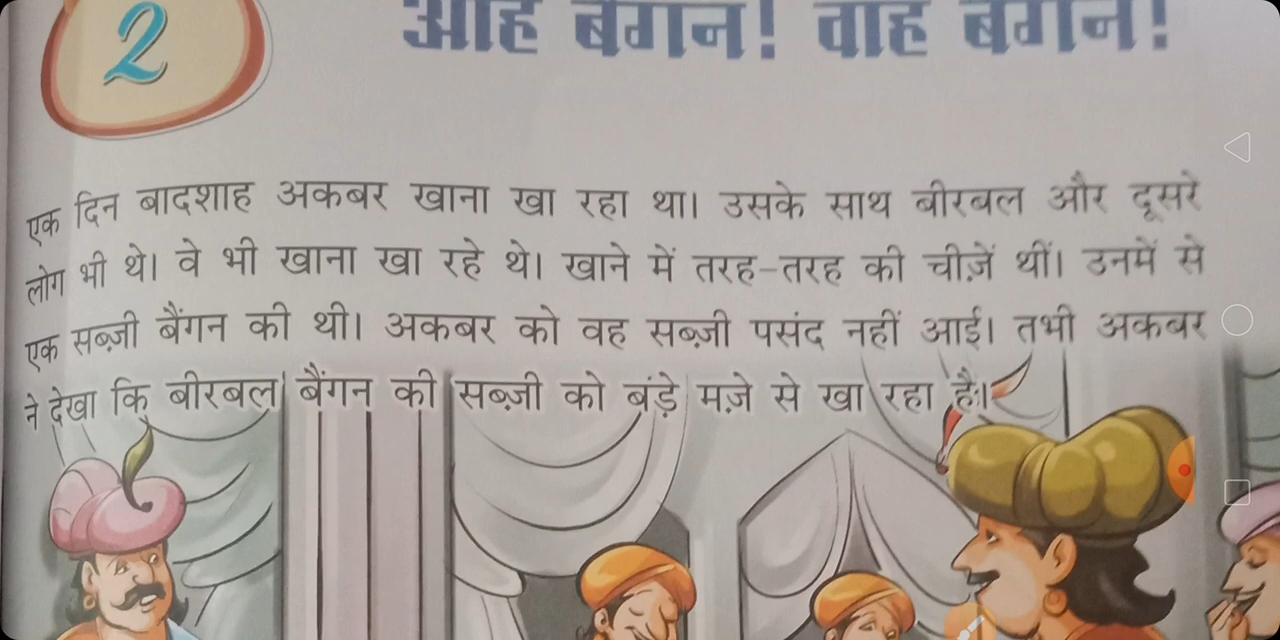 2
आह बैंगन! वाह बैंगन!
एक दिन बादशाह अकबर खाना खा रहा था। उसके साथ बीरबल और दूसरे
लोग भी थे। वे भी खाना खा रहे थे। खाने में तरह-तरह की चीज़ें थीं। उनमें से
एक सब्ज़ी बैंगन की थी। अकबर को वह सब्ज़ी पसंद नहीं आई। तभी अकबर
ने देखा कि बीरबल बैंगन की सब्ज़ी को बड़े मज़े से खा रहा है।